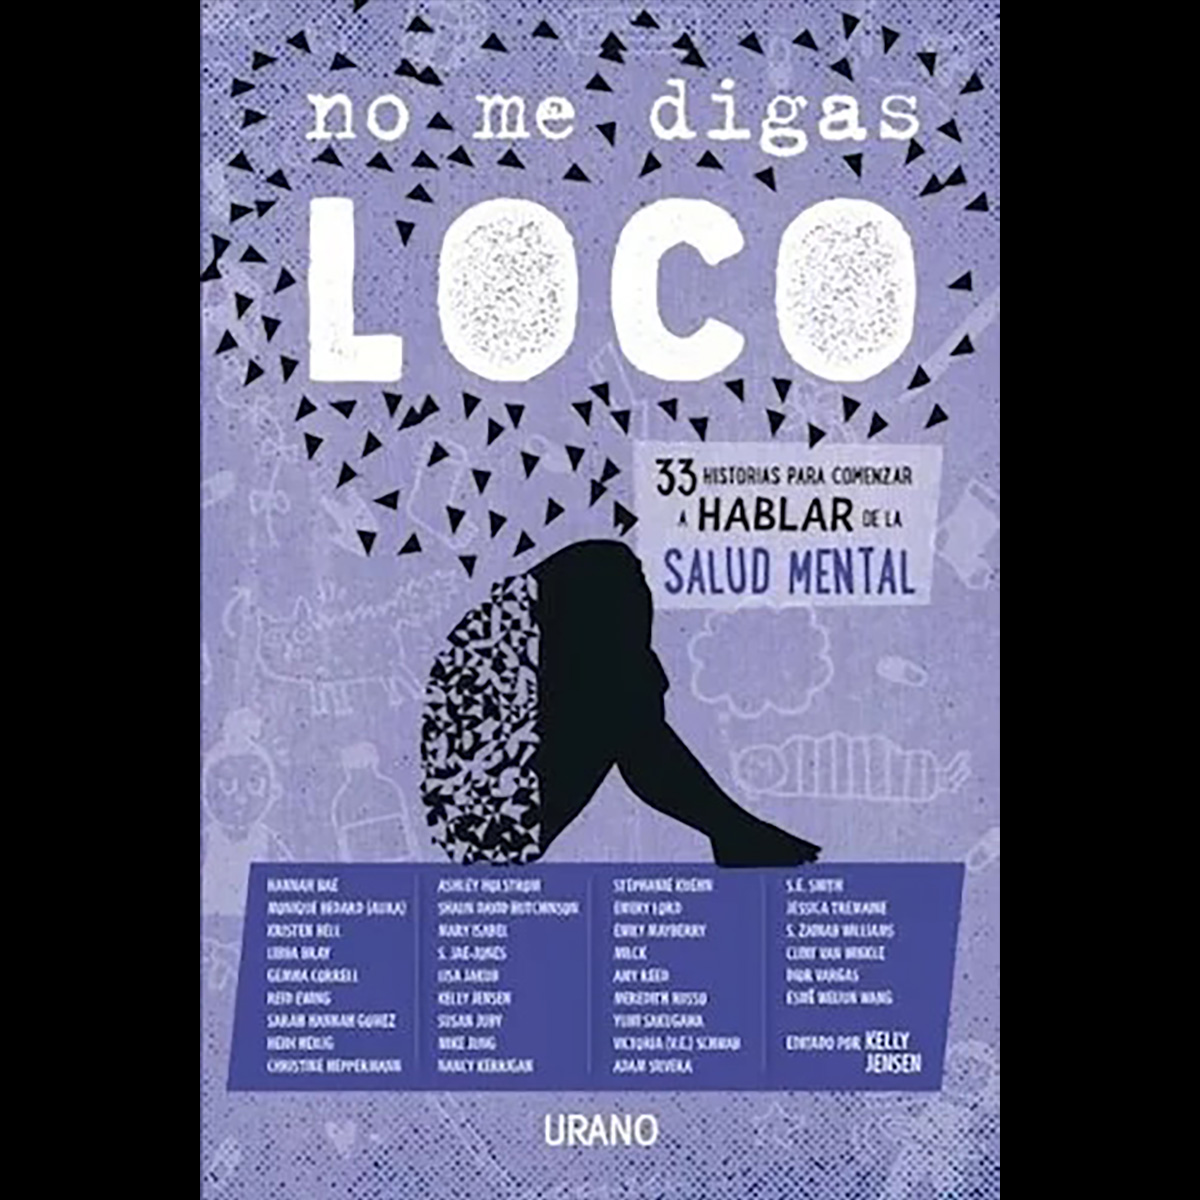 no me digas
LOCO
33 HISTORIAS PARA COMENZAR
A HABLAR DE LA
SALUD MENTAL
HANNAH BAE
MONIQUE BEDARD (AURA)
KRISTEN BELL
LIBBA BRAY
GEMMA CORRELL
REID EWING
SARAH HANNAH GÓMEZ
HEIDI HEILIG
CHRISTINE HEPPERMANN
ASHLEY HOLSTROM
SHAUN DAVID HUTCHINSON
MARY ISABEL
S. JAE-JONES
LISA JAKUB
KELLY JENSEN
SUSAN JUBY
MIKE JUNG
NANCY KERRIGAN
STEPHANIE KUEHN
EMERY LORD
EMILY MAYBERRY
MILCK
AMY REED
MEREDITH RUSSO
YUMI SAKUGAWA
VICTORIA (V.E.) SCHWAB
ADAM SILVERA
S.E. SMITH
JESSICA TREMAINE
S. ZAINAB WILLIAMS
CLINT VAN WINKLE
DIOR VARGAS
ESMÉ WEIJUN WANG
EDITADO POR KELLY
JENSEN
URANO